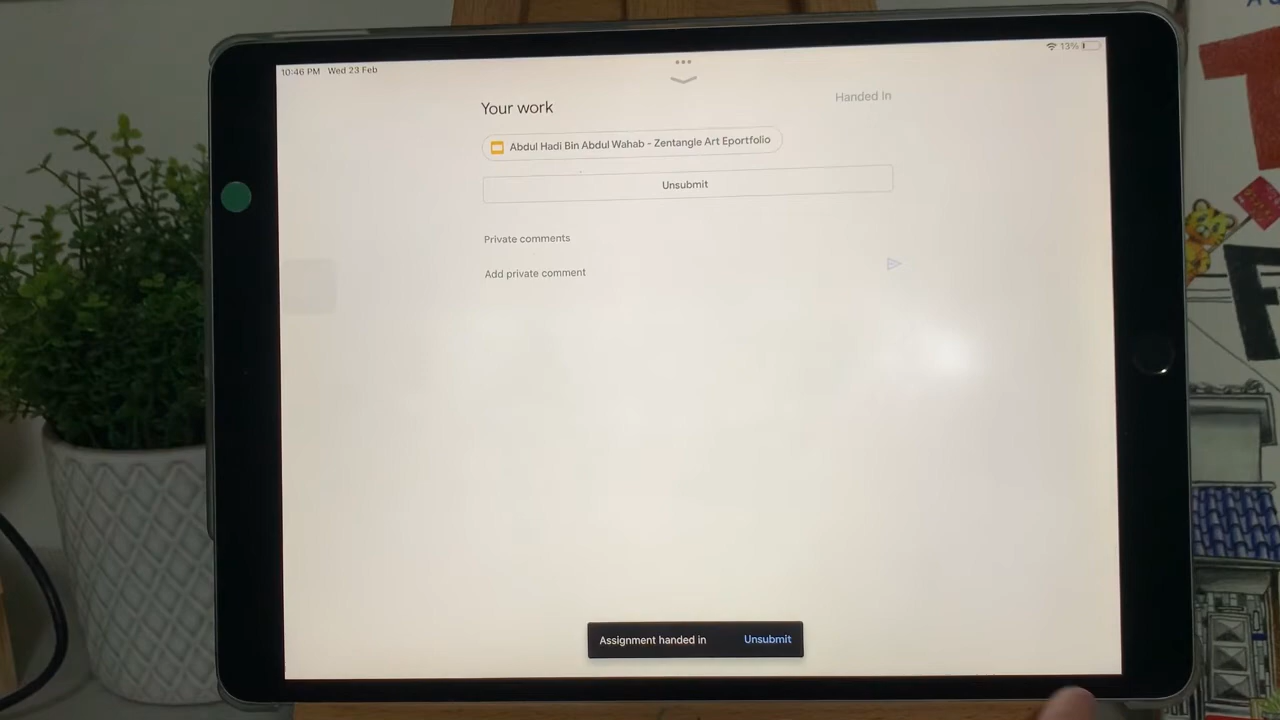 10:46 PM Wed 23 Feb
13%
Your work
Handed In
Abdul Hadi Bin Abdul Wahab - Zentangle Art Eportfolio
Unsubmit
Private comments
Add private comment
Assignment handed in
Unsubmit
T
F